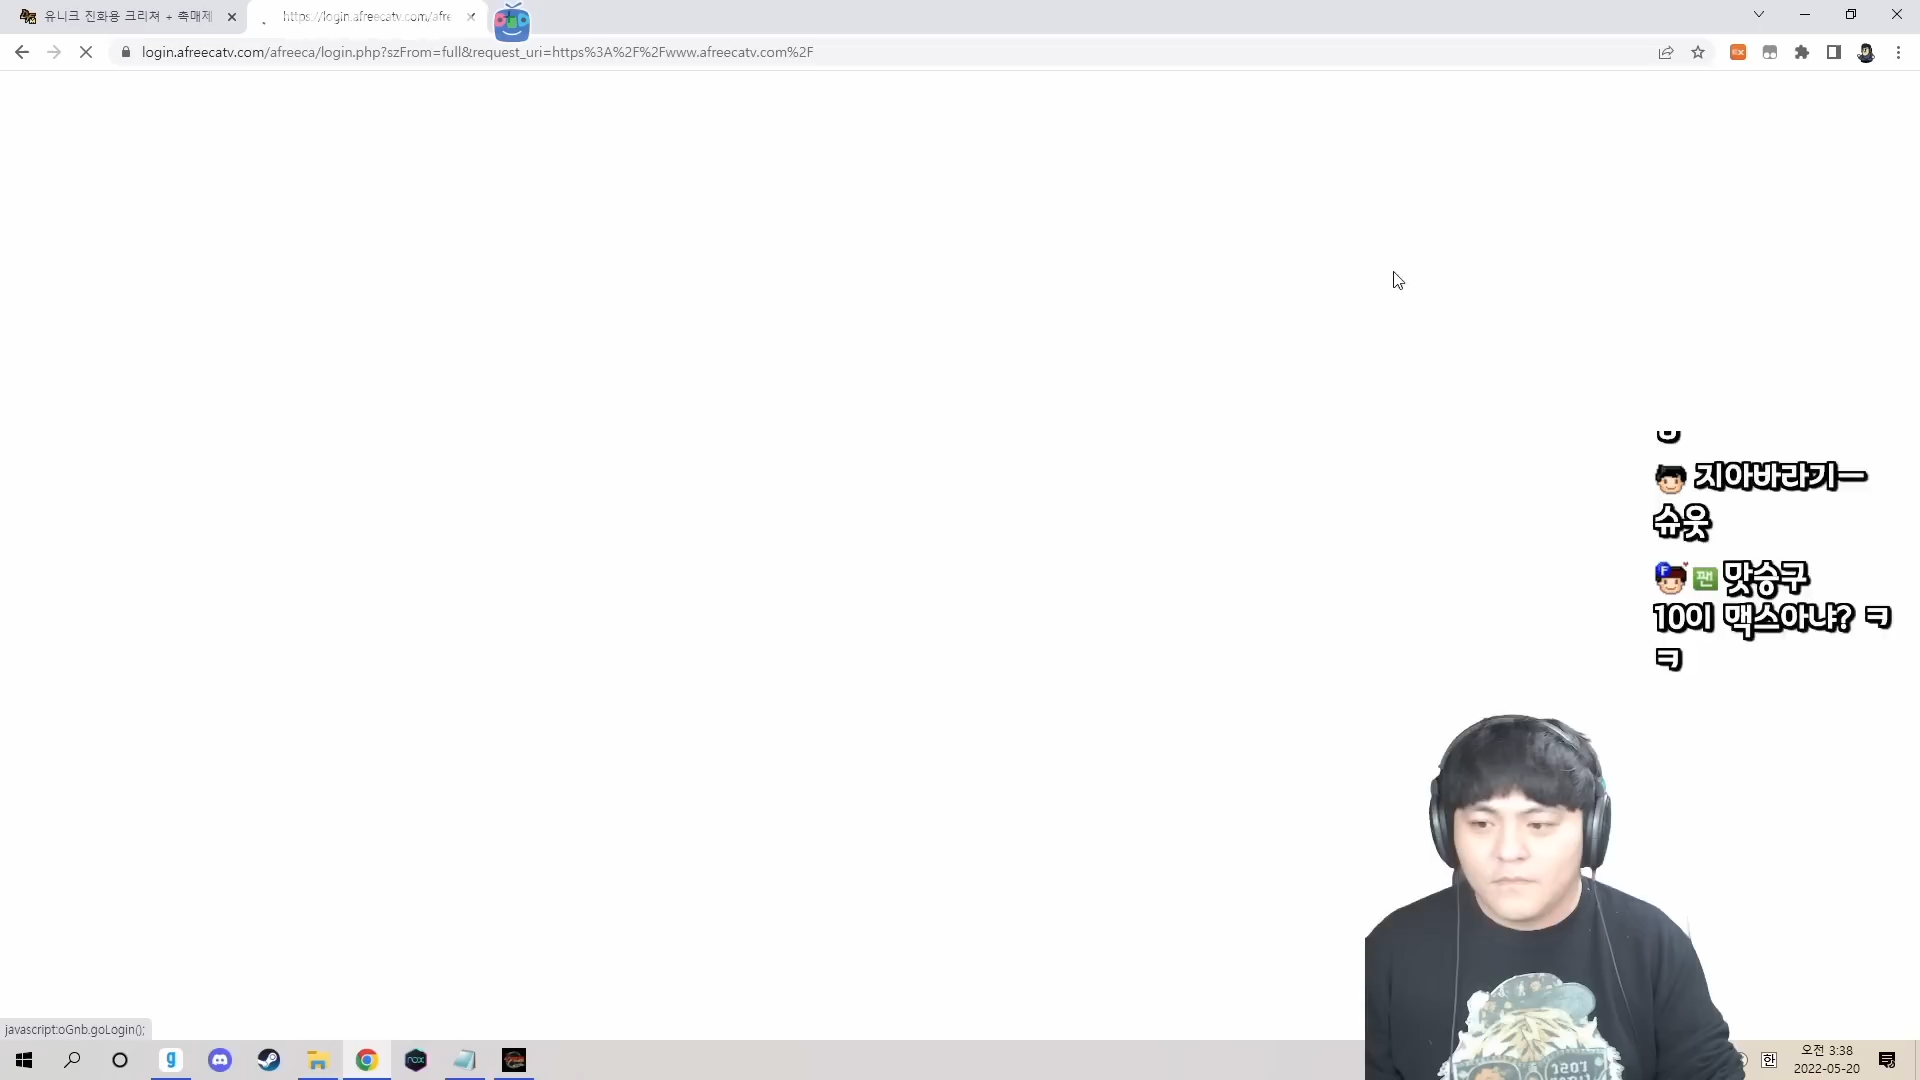 유니크 진화용 크리져 + 촉매제
https://login.afreecatv.com/afre
login.afreecatv.com/afreeca/login.php?szFrom=full&request_uri=https%3A%2F%2Fwww.afreecatv.com%2F
지아바라기ㅡ
슈웃
팬 맛승구
10이 맥스아냐? ㅋ
ㅋ
javascript:oGnb.goLogin();
한
오전 3:38
2022-05-20